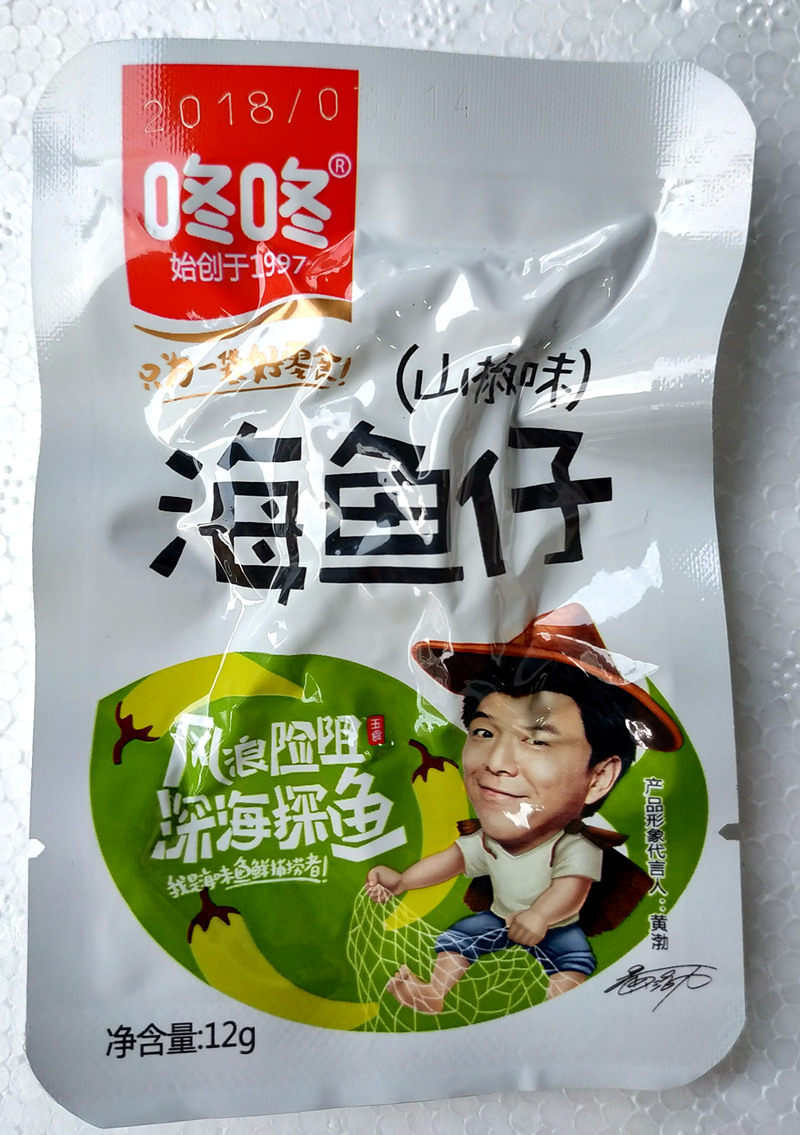 2018/0 14
咚咚®
始创于1997
只为一袋好零食!
(山椒味)
海鱼仔
风浪险阻
深海探鱼
我是海味鱼鲜捕捞者!
产品形象代言人:黄渤
净含量:12g